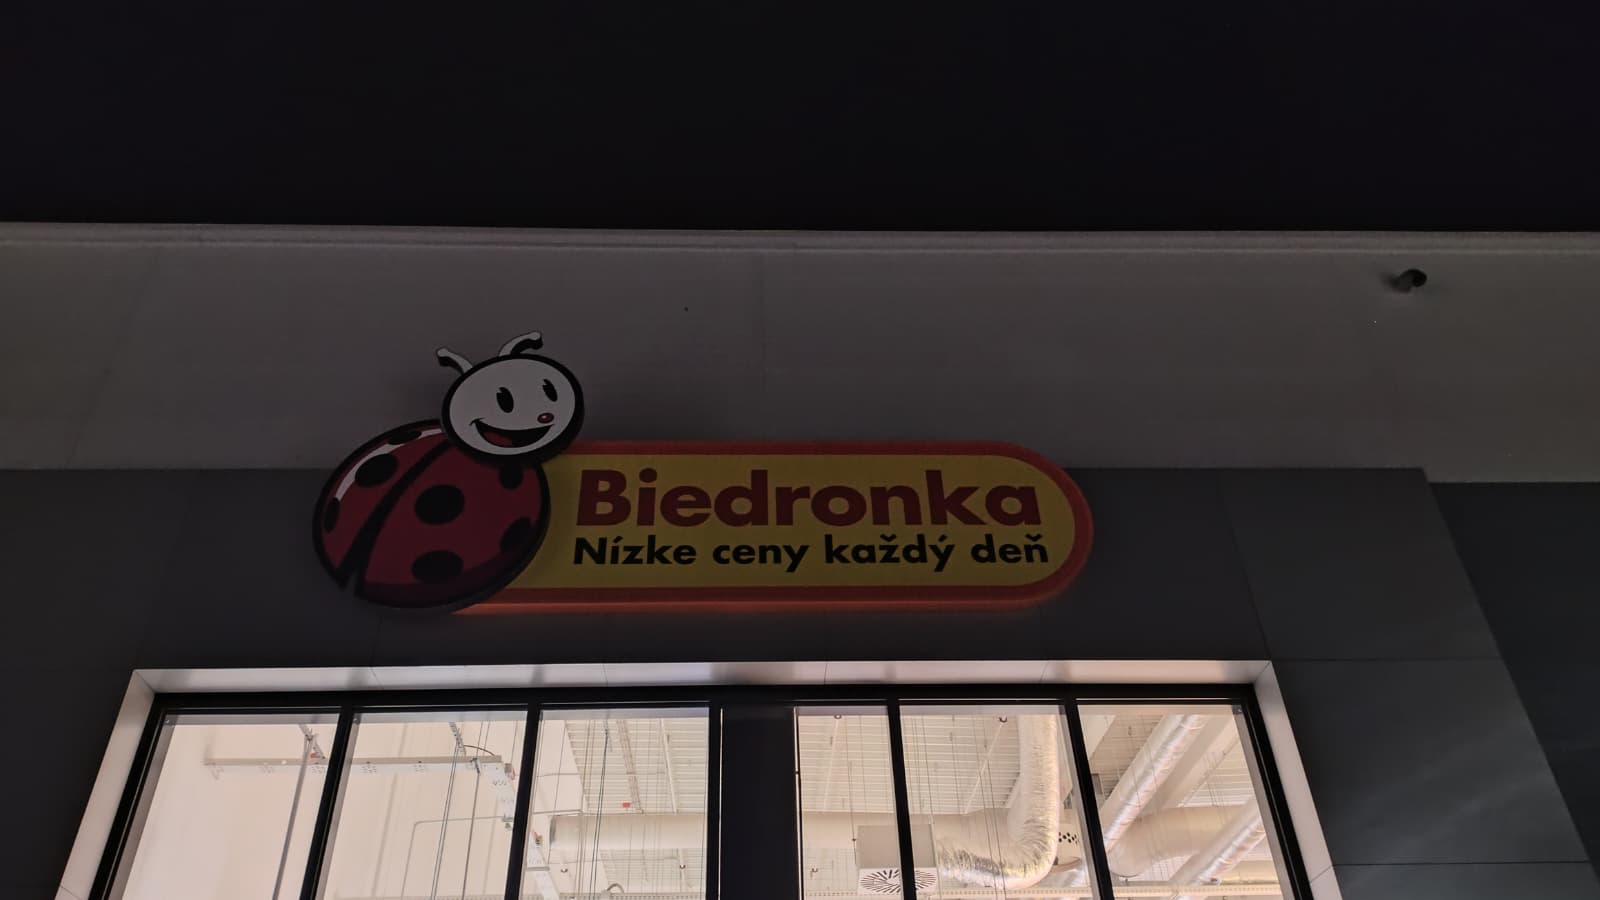 Biedronka
Nízke ceny každý deň